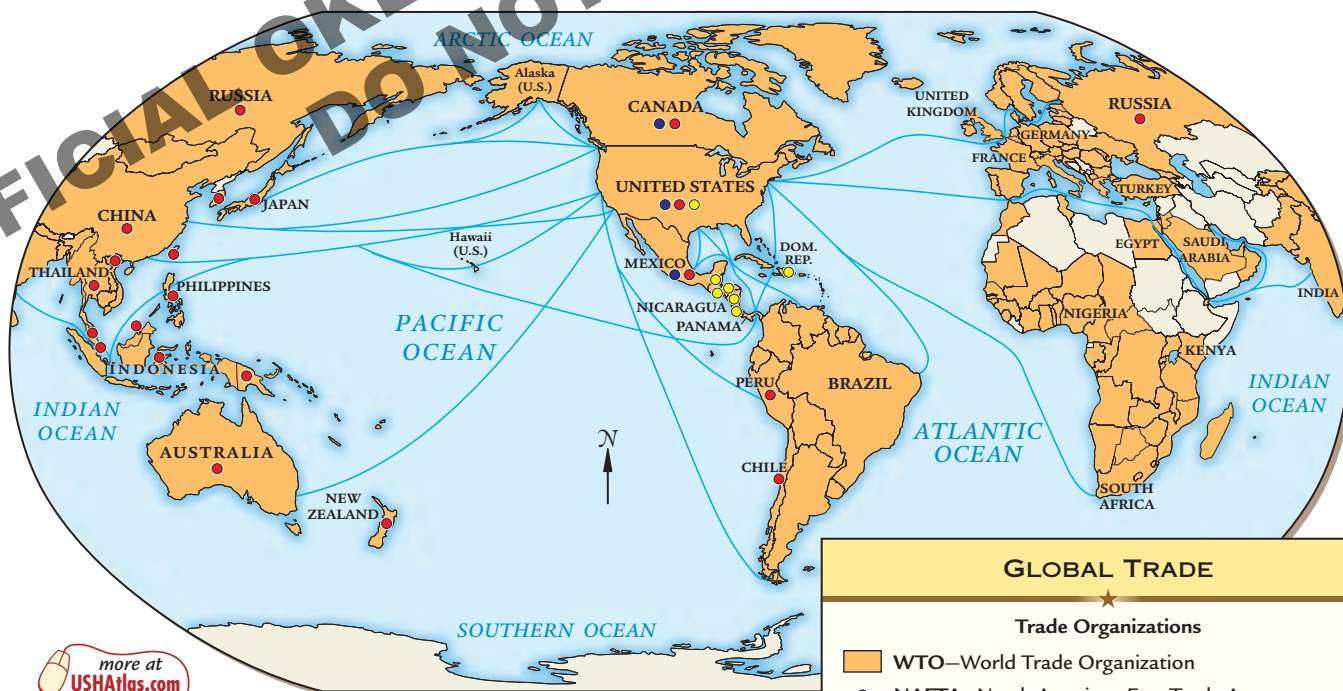 FICIAL
DO NOT
ARCTIC OCEAN
Alaska
(U.S.)
RUSSIA
CANADA
UNITED
KINGDOM
RUSSIA
GERMANY
FRANCE
UNITED STATES
TURKEY
JAPAN
CHINA
Hawaii
(U.S.)
DOM.
REP.
EGYPT
SAUDI
ARABIA
THAILAND
MEXICO
PHILIPPINES
INDIA
NICARAGUA
PANAMA
NIGERIA
PACIFIC
OCEAN
KENYA
INDONESIA
PERU
BRAZIL
INDIAN
OCEAN
INDIAN
OCEAN
ATLANTIC
OCEAN
AUSTRALIA
N
CHILE
NEW
ZEALAND
SOUTH
AFRICA
GLOBAL TRADE
Trade Organizations
SOUTHERN OCEAN
WTO–World Trade Organization
more at
USHAtlas.com